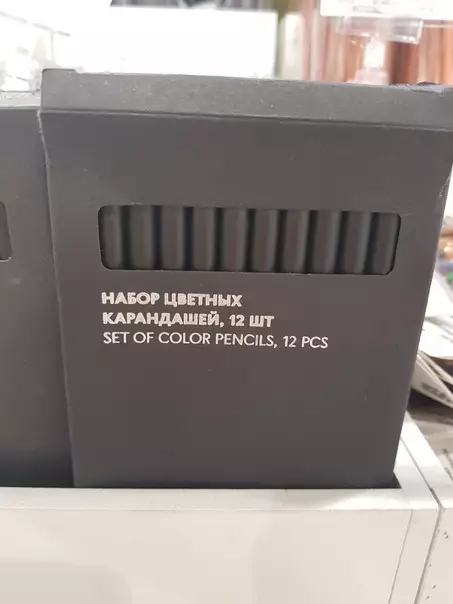 НАБОР ЦВЕТНЫХ
КАРАНДАШЕЙ, 12 ШТ
SET OF COLOR PENCILS, 12 PCS